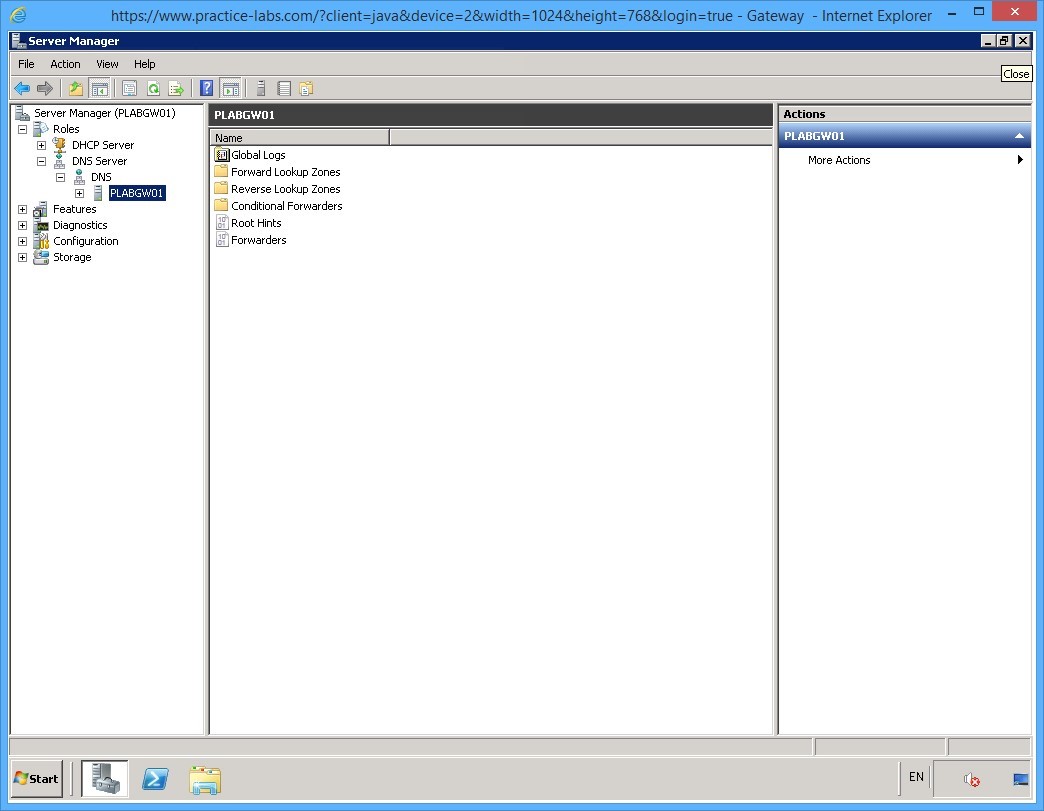 https://www.practice-labs.com/?client=java&device=2&width=1024&height=768&login=true - Gateway - Internet Explorer
Server Manager
File Action View Help
Close
Server Manager (PLABGW01)
Roles
DHCP Server
DNS Server
DNS
PLABGW01
Features
Diagnostics
Configuration
Storage
PLABGW01
Name
Global Logs
Forward Lookup Zones
Reverse Lookup Zones
Conditional Forwarders
Root Hints
Forwarders
Actions
PLABGW01
More Actions
Start
EN